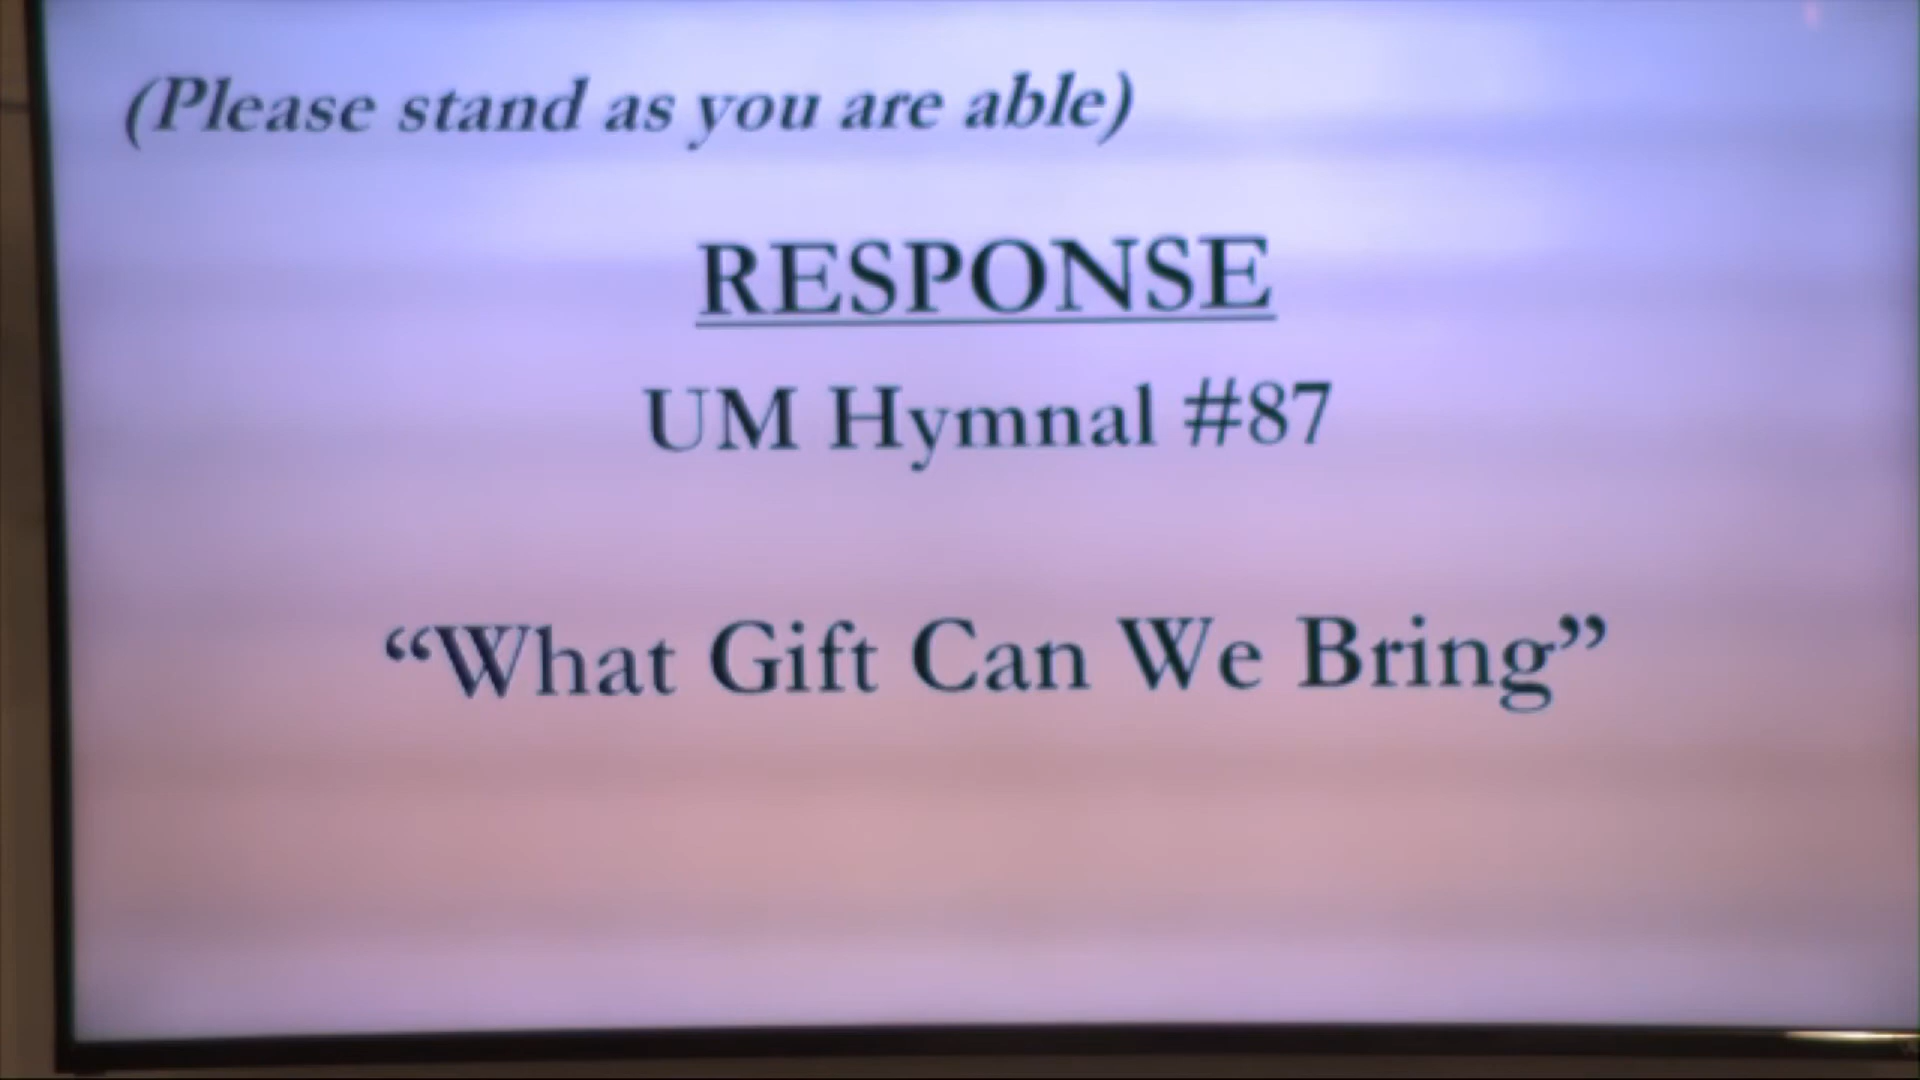 (Please stand as you are able)
RESPONSE
UM Hymnal #87
“What Gift Can We Bring”